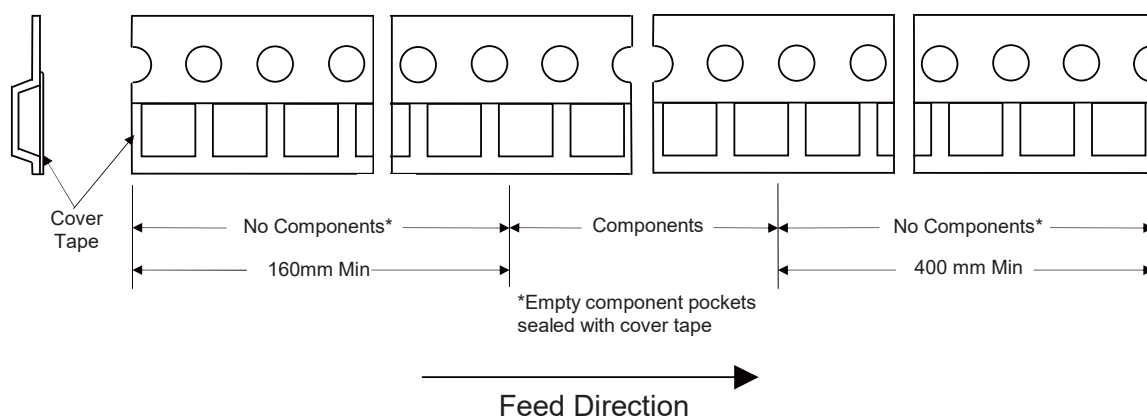 Cover
Tape
No Components*
Components
No Components*
160mm Min
400 mm Min
*Empty component pockets
sealed with cover tape
Feed Direction